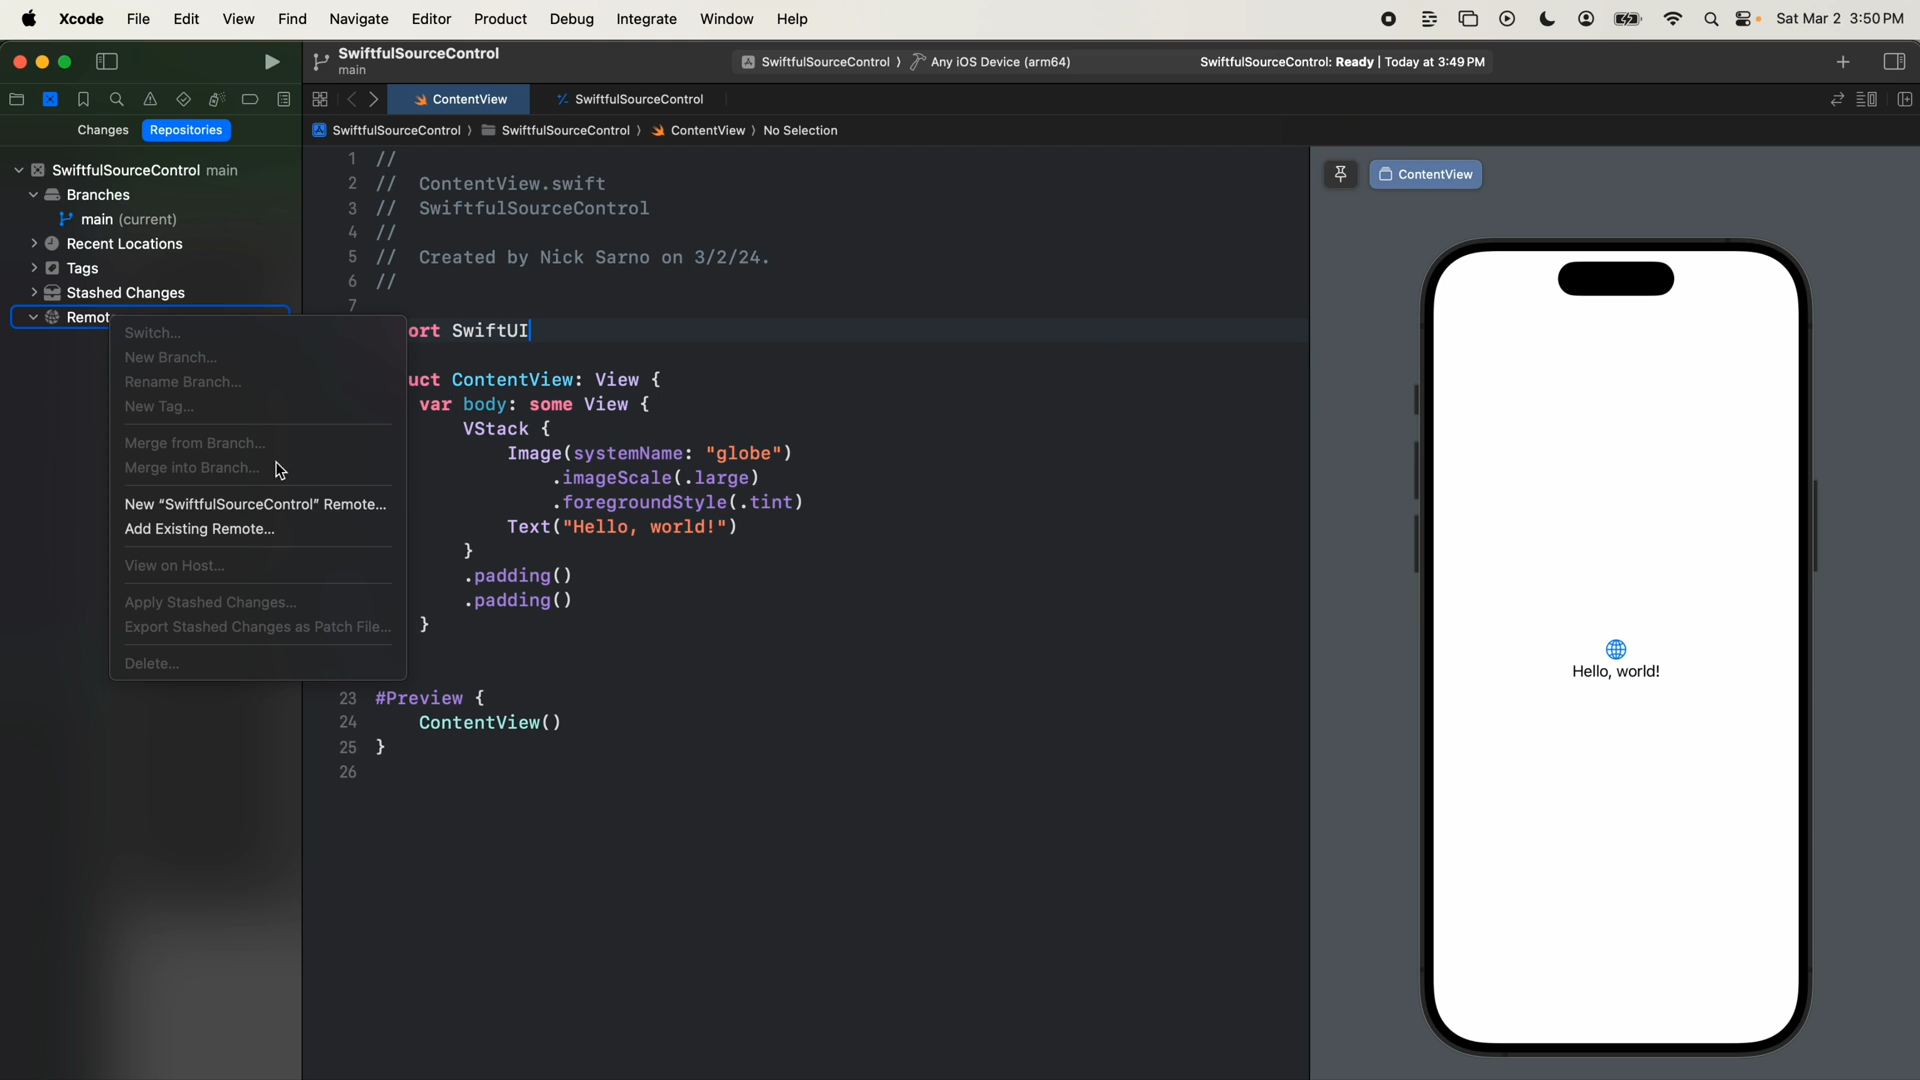 Xcode File Edit View Find Navigate Editor Product Debug Integrate Window Help Sat Mar 2 3:50 PM
SwiftfulSourceControl
main
SwiftfulSourceControl 〉 Any iOS Device (arm64)
SwiftfulSourceControl: Ready | Today at 3:49 PM
ContentView
SwiftfulSourceControl
Changes Repositories
SwiftfulSourceControl 〉 SwiftfulSourceControl 〉 ContentView 〉 No Selection
SwiftfulSourceControl main
Branches
main (current)
Recent Locations
Tags
Stashed Changes
Remot
Switch...
New Branch...
Rename Branch...
New Tag...
Merge from Branch...
Merge into Branch...
New “SwiftfulSourceControl” Remote...
Add Existing Remote...
View on Host...
Apply Stashed Changes...
Export Stashed Changes as Patch File...
Delete...
1 //
2 // ContentView.swift
3 // SwiftfulSourceControl
4 //
5 // Created by Nick Sarno on 3/2/24.
6 //
7
ort SwiftUI
uct ContentView: View {
var body: some View {
VStack {
Image(systemName: "globe")
.imageScale(.large)
.foregroundStyle(.tint)
Text("Hello, world!")
}
.padding()
.padding()
}
23 #Preview {
24 ContentView()
25 }
26
ContentView
Hello, world!